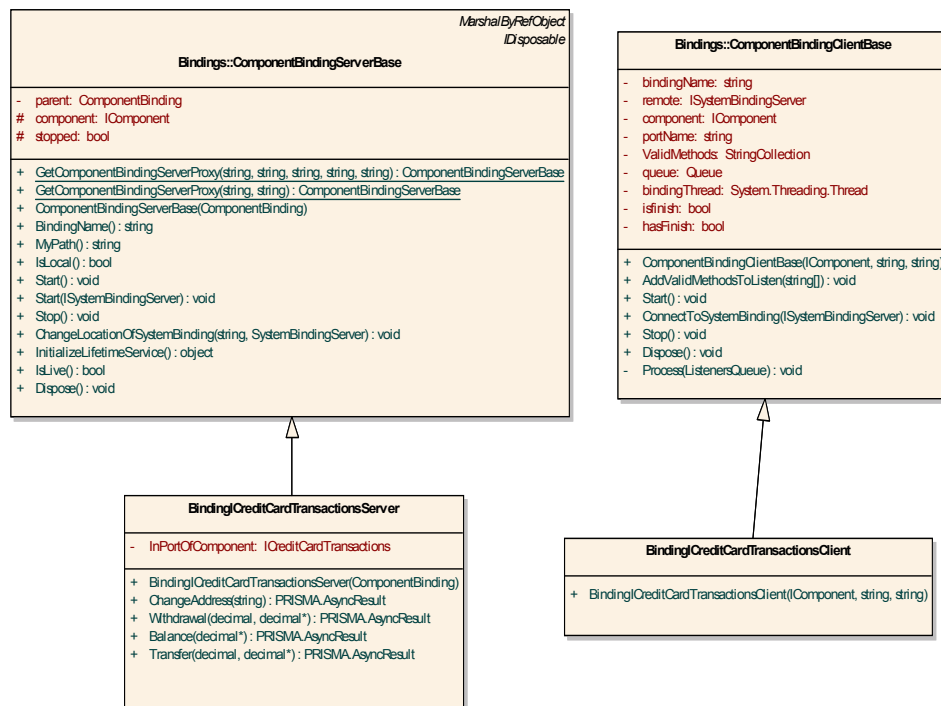 MarshalByRefObject
IDisposable
Bindings::ComponentBindingServerBase
- parent: ComponentBinding
# component: IComponent
# stopped: bool
+ GetComponentBindingServerProxy(string, string, string, string, string) : ComponentBindingServerBase
+ GetComponentBindingServerProxy(string, string) : ComponentBindingServerBase
+ ComponentBindingServerBase(ComponentBinding)
+ BindingName() : string
+ MyPath() : string
+ IsLocal() : bool
+ Start() : void
+ Start(ISystemBindingServer) : void
+ Stop() : void
+ ChangeLocationOfSystemBinding(string, SystemBindingServer) : void
+ InitializeLifetimeService() : object
+ IsLive() : bool
+ Dispose() : void
Bindings::ComponentBindingClientBase
- bindingName: string
- remote: ISystemBindingServer
- component: IComponent
- portName: string
- ValidMethods: StringCollection
- queue: Queue
- bindingThread: System.Threading.Thread
- isfinish: bool
- hasFinish: bool
+ ComponentBindingClientBase(IComponent, string, string)
+ AddValidMethodsToListen(string[]) : void
+ Start() : void
+ ConnectToSystemBinding(ISystemBindingServer) : void
+ Stop() : void
+ Dispose() : void
- Process(ListenersQueue) : void
BindingICreditCardTransactionsServer
- InPortOfComponent: ICreditCardTransactions
+ BindingICreditCardTransactionsServer(ComponentBinding)
+ ChangeAddress(string) : PRISMA.AsyncResult
+ Withdrawal(decimal, decimal*) : PRISMA.AsyncResult
+ Balance(decimal*) : PRISMA.AsyncResult
+ Transfer(decimal, decimal*) : PRISMA.AsyncResult
BindingICreditCardTransactionsClient
+ BindingICreditCardTransactionsClient(IComponent, string, string)